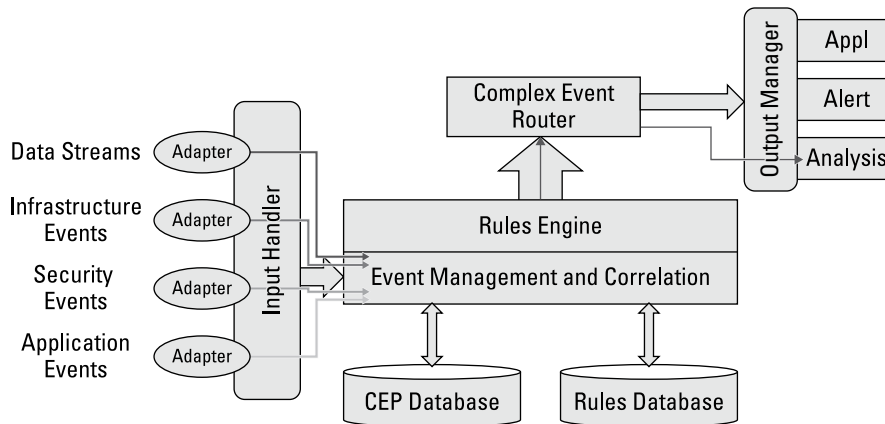 Data Streams
Adapter
Infrastructure
Events
Adapter
Security
Events
Adapter
Application
Events
Adapter
Input Handler
Complex Event
Router
Rules Engine
Event Management and Correlation
CEP Database
Rules Database
Output Manager
Appl
Alert
Analysis